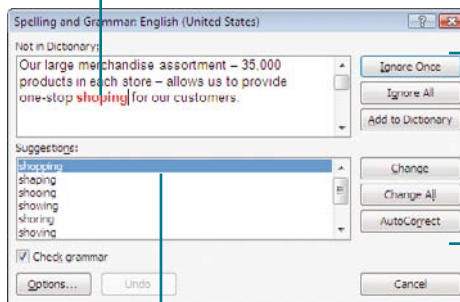 Spelling and Grammar: English (United States)
Not in Dictionary:
Our large merchandise assortment – 35,000
products in each store – allows us to provide
one-stop shoping for our customers.
Ignore Once
Ignore All
Add to Dictionary
Suggestions:
shopping
shaping
shooing
showing
shoring
shoving
Change
Change All
AutoCorrect
Check grammar
Options...
Undo
Cancel